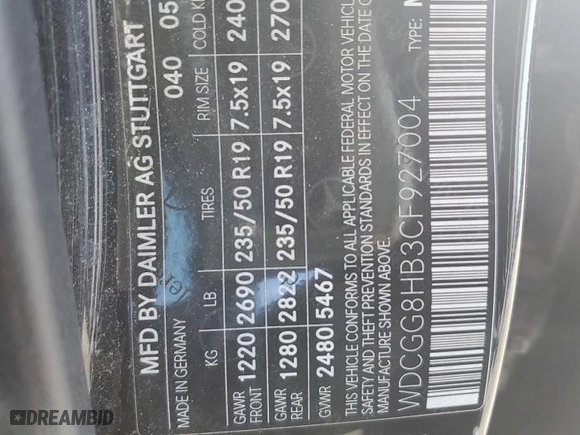 MFD BY DAIMLER AG STUTTGART
MADE IN GERMANY
040 05
KG LB TIRES RIM SIZE COLD
GAWR FRONT 1220 2690 235/50 R19 7.5x19 240
GAWR REAR 1280 2822 235/50 R19 7.5x19 270
GVWR 2480 5467
THIS VEHICLE CONFORMS TO ALL APPLICABLE FEDERAL MOTOR VEHICLE
SAFETY AND THEFT PREVENTION STANDARDS IN EFFECT ON THE DATE O
MANUFACTURE SHOWN ABOVE.
WDCGG8HB3CF927004
TYPE:
DREAMBID